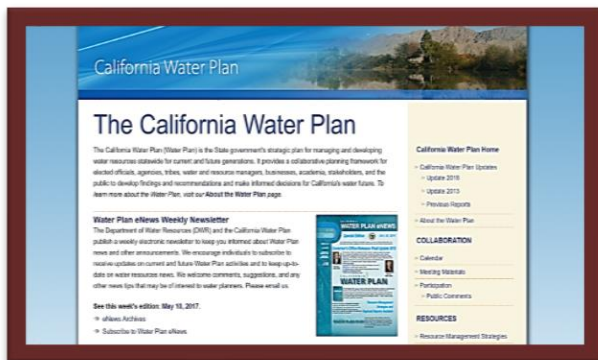 California Water Plan
The California Water Plan
The California Water Plan (Water Plan) is the State government's strategic plan for managing and developing
water resources statewide for current and future generations. It provides a collaborative planning framework for
elected officials, agencies, tribes, water and resource managers, businesses, academia, stakeholders, and the
public to develop findings and recommendations and make informed decisions for California's water future. To
learn more about the Water Plan, visit our About the Water Plan page.
Water Plan eNews Weekly Newsletter
The Department of Water Resources (DWR) and the California Water Plan
publish a weekly electronic newsletter to keep you informed about Water Plan
news and other announcements. We encourage individuals to subscribe to
receive updates on current and future Water Plan activities and to keep up-to-
date on water resources news. We welcome comments, suggestions, and any
other news tips that may be of interest to water planners. Please email us.
See this week's edition: May 10, 2017.
eNews Archives
Subscribe to Water Plan eNews
WATER PLAN eNEWS
WATER PLAN
California Water Plan Home
California Water Plan Updates
Update 2018
Update 2013
Previous Reports
About the Water Plan
COLLABORATION
Calendar
Meeting Materials
Participation
Public Comments
RESOURCES
Resource Management Strategies